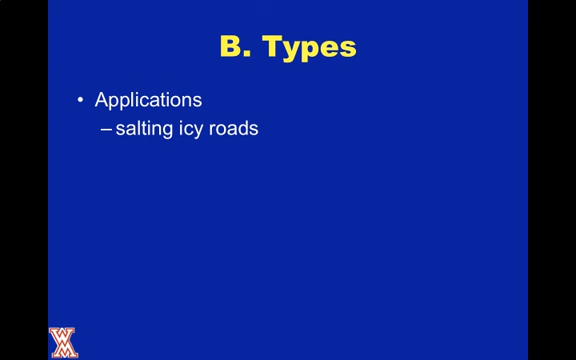 B. Types
• Applications
– salting icy roads